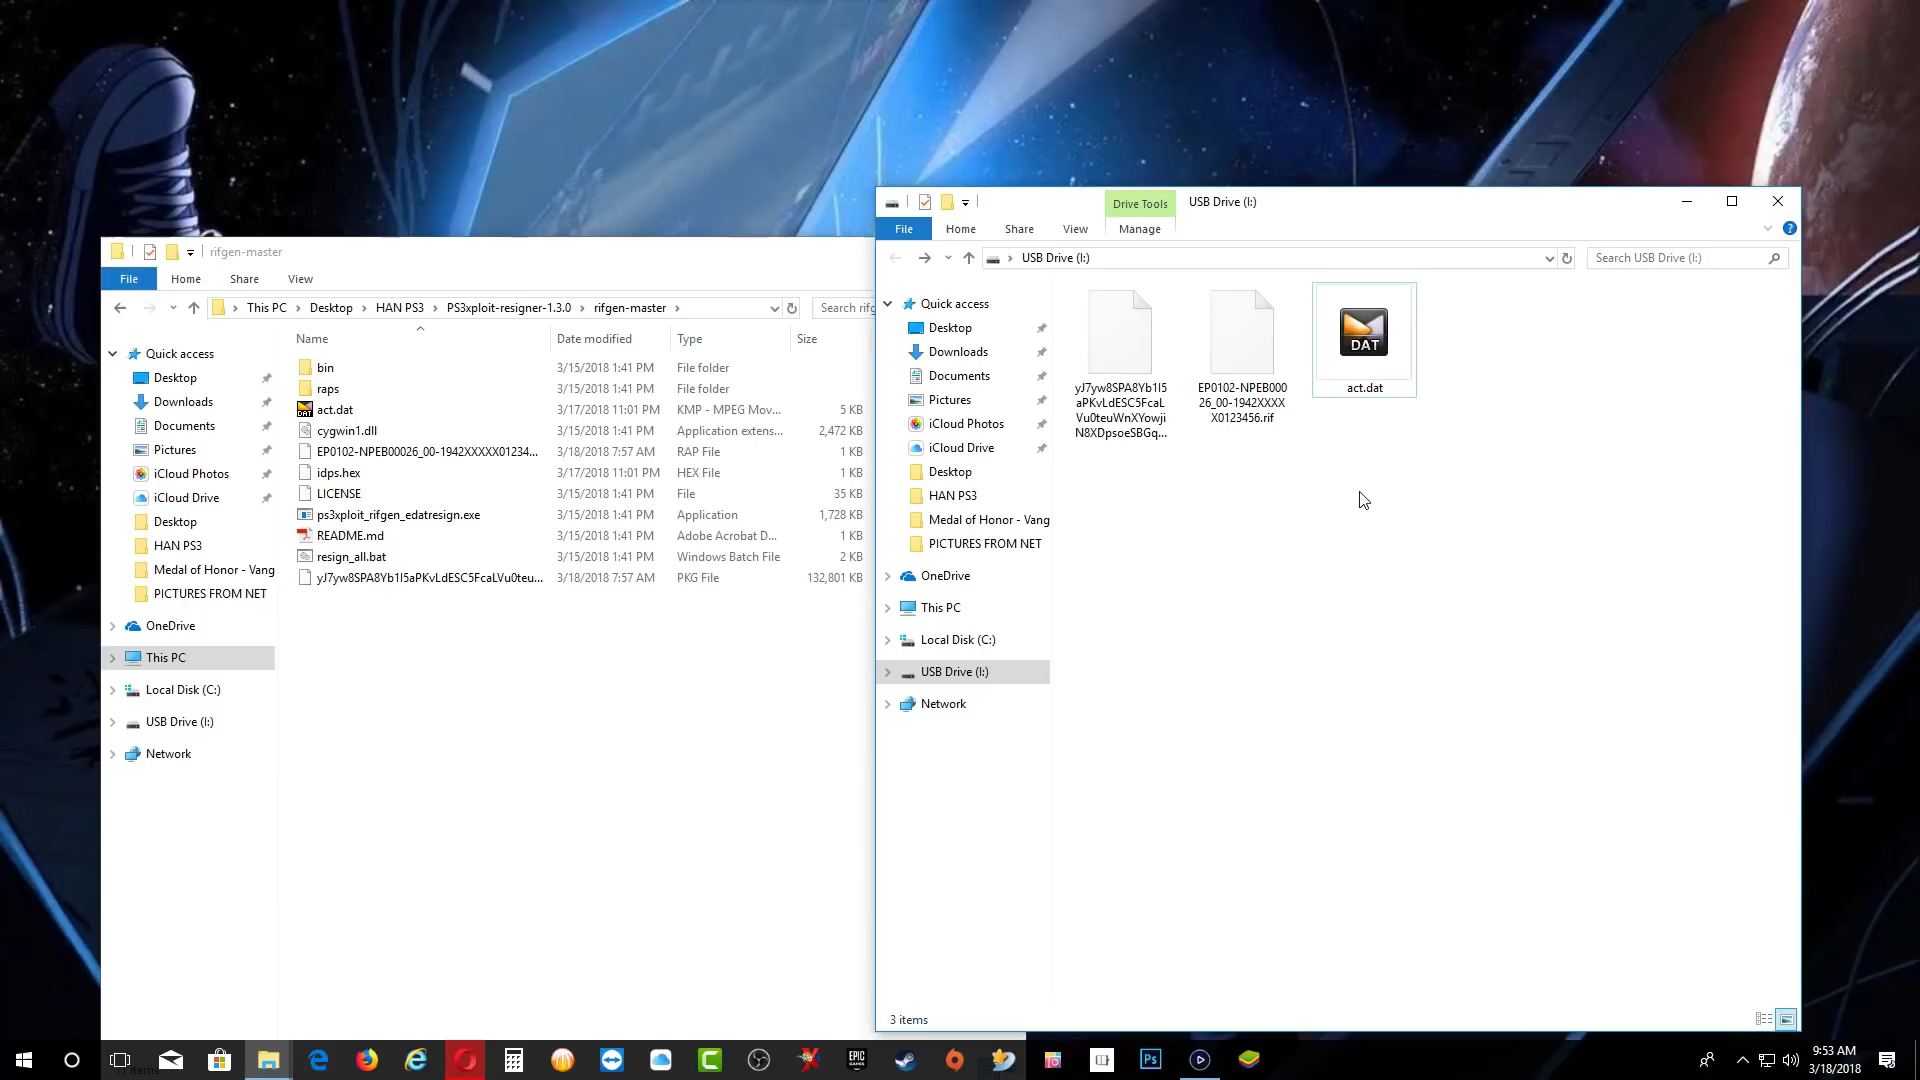 rifgen-master
File Home Share View
This PC Desktop HAN PS3 PS3xploit-resigner-1.3.0 rifgen-master
Name Date modified Type Size
Quick access
Desktop
Downloads
Documents
Pictures
iCloud Photos
iCloud Drive
Desktop
HAN PS3
Medal of Honor - Vang
PICTURES FROM NET
OneDrive
This PC
Local Disk (C:)
USB Drive (I:)
Network
bin 3/15/2018 1:41 PM File folder
raps 3/15/2018 1:41 PM File folder
act.dat 3/17/2018 11:01 PM KMP - MPEG Mov... 5 KB
cygwin1.dll 3/15/2018 1:41 PM Application extens... 2,472 KB
EP0102-NPEB00026_00-1942XXXXX01234... 3/18/2018 7:57 AM RAP File 1 KB
idps.hex 3/17/2018 11:01 PM HEX File 1 KB
LICENSE 3/15/2018 1:41 PM File 35 KB
ps3xploit_rifgen_edatresign.exe 3/15/2018 1:41 PM Application 1,728 KB
README.md 3/15/2018 1:41 PM Adobe Acrobat D... 1 KB
resign_all.bat 3/15/2018 1:41 PM Windows Batch File 2 KB
yJ7yw8SPA8Yb1I5aPKvLdESC5FcaLVu0teu... 3/18/2018 7:57 AM PKG File 132,801 KB
Drive Tools USB Drive (I:)
File Home Share View Manage
USB Drive (I:) Search USB Drive (I:)
Quick access
Desktop
Downloads
Documents
Pictures
iCloud Photos
iCloud Drive
Desktop
HAN PS3
Medal of Honor - Vang
PICTURES FROM NET
OneDrive
This PC
Local Disk (C:)
USB Drive (I:)
Network
yJ7yw8SPA8Yb1I5
aPKvLdESC5FcaL
Vu0teuWnXYowji
N8XDpsoeSBGq...
EP0102-NPEB000
26_00-1942XXXX
X0123456.rif
DAT
act.dat
3 items
EPIC GAMES
Ps
9:53 AM
3/18/2018